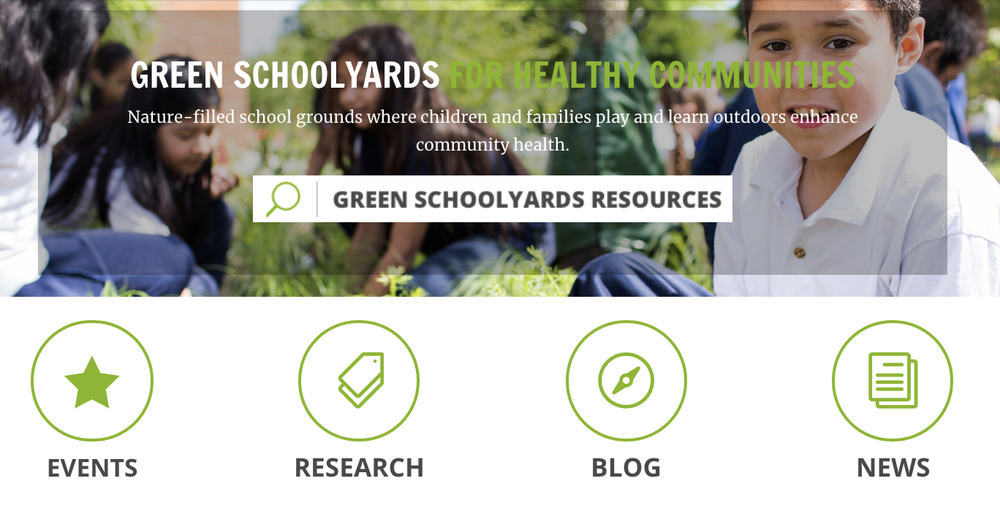 GREEN SCHOOLYARDS FOR HEALTHY COMMUNITIES
Nature-filled school grounds where children and families play and learn outdoors enhance
community health.
GREEN SCHOOLYARDS RESOURCES
EVENTS
RESEARCH
BLOG
NEWS